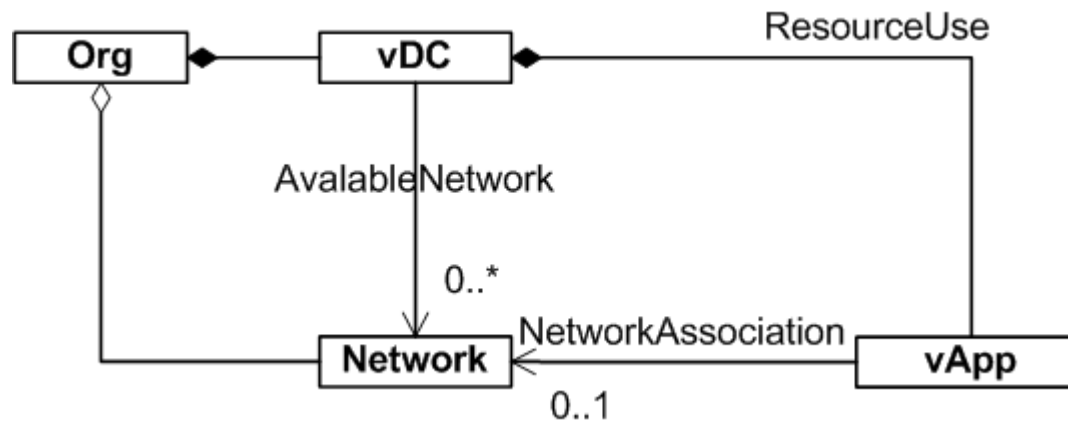 ResourceUse
Org
vDC
AvalableNetwork
0..*
NetworkAssociation
Network
vApp
0..1